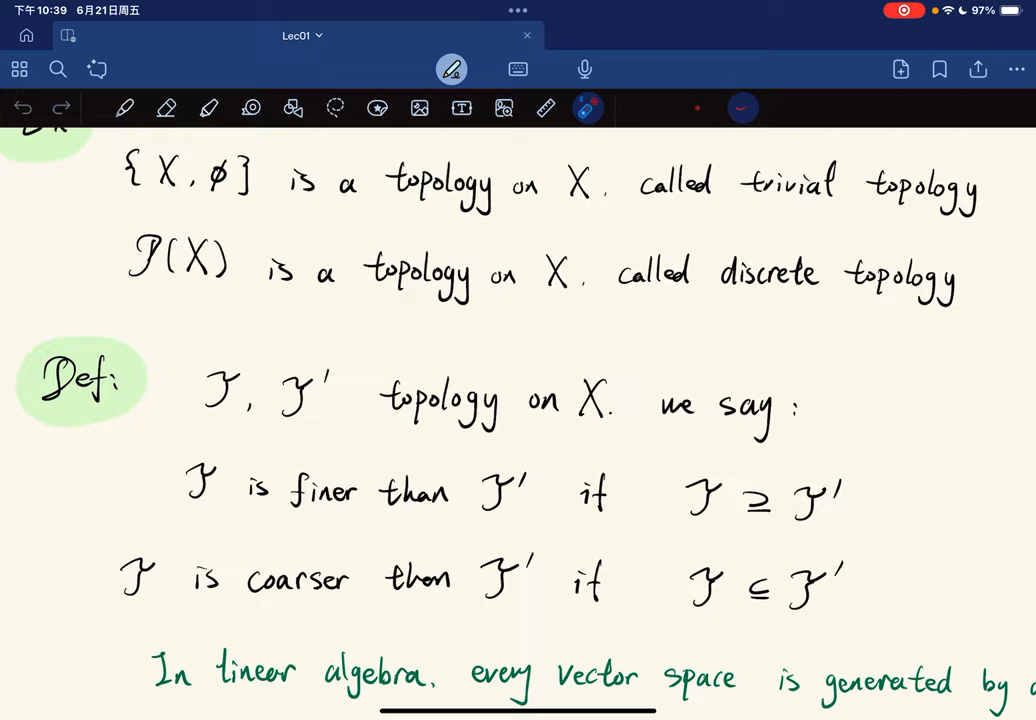 下午10:39 6月21日周五
97%
Lec01
{X, ϕ} is a topology on X. called trivial topology
𝒫(X) is a topology on X. called discrete topology
Def: 𝒯, 𝒯' topology on X. we say:
𝒯 is finer than 𝒯' if 𝒯 ⊇ 𝒯'
𝒯 is coarser than 𝒯' if 𝒯 ⊆ 𝒯'
In linear algebra, every vector space is generated by